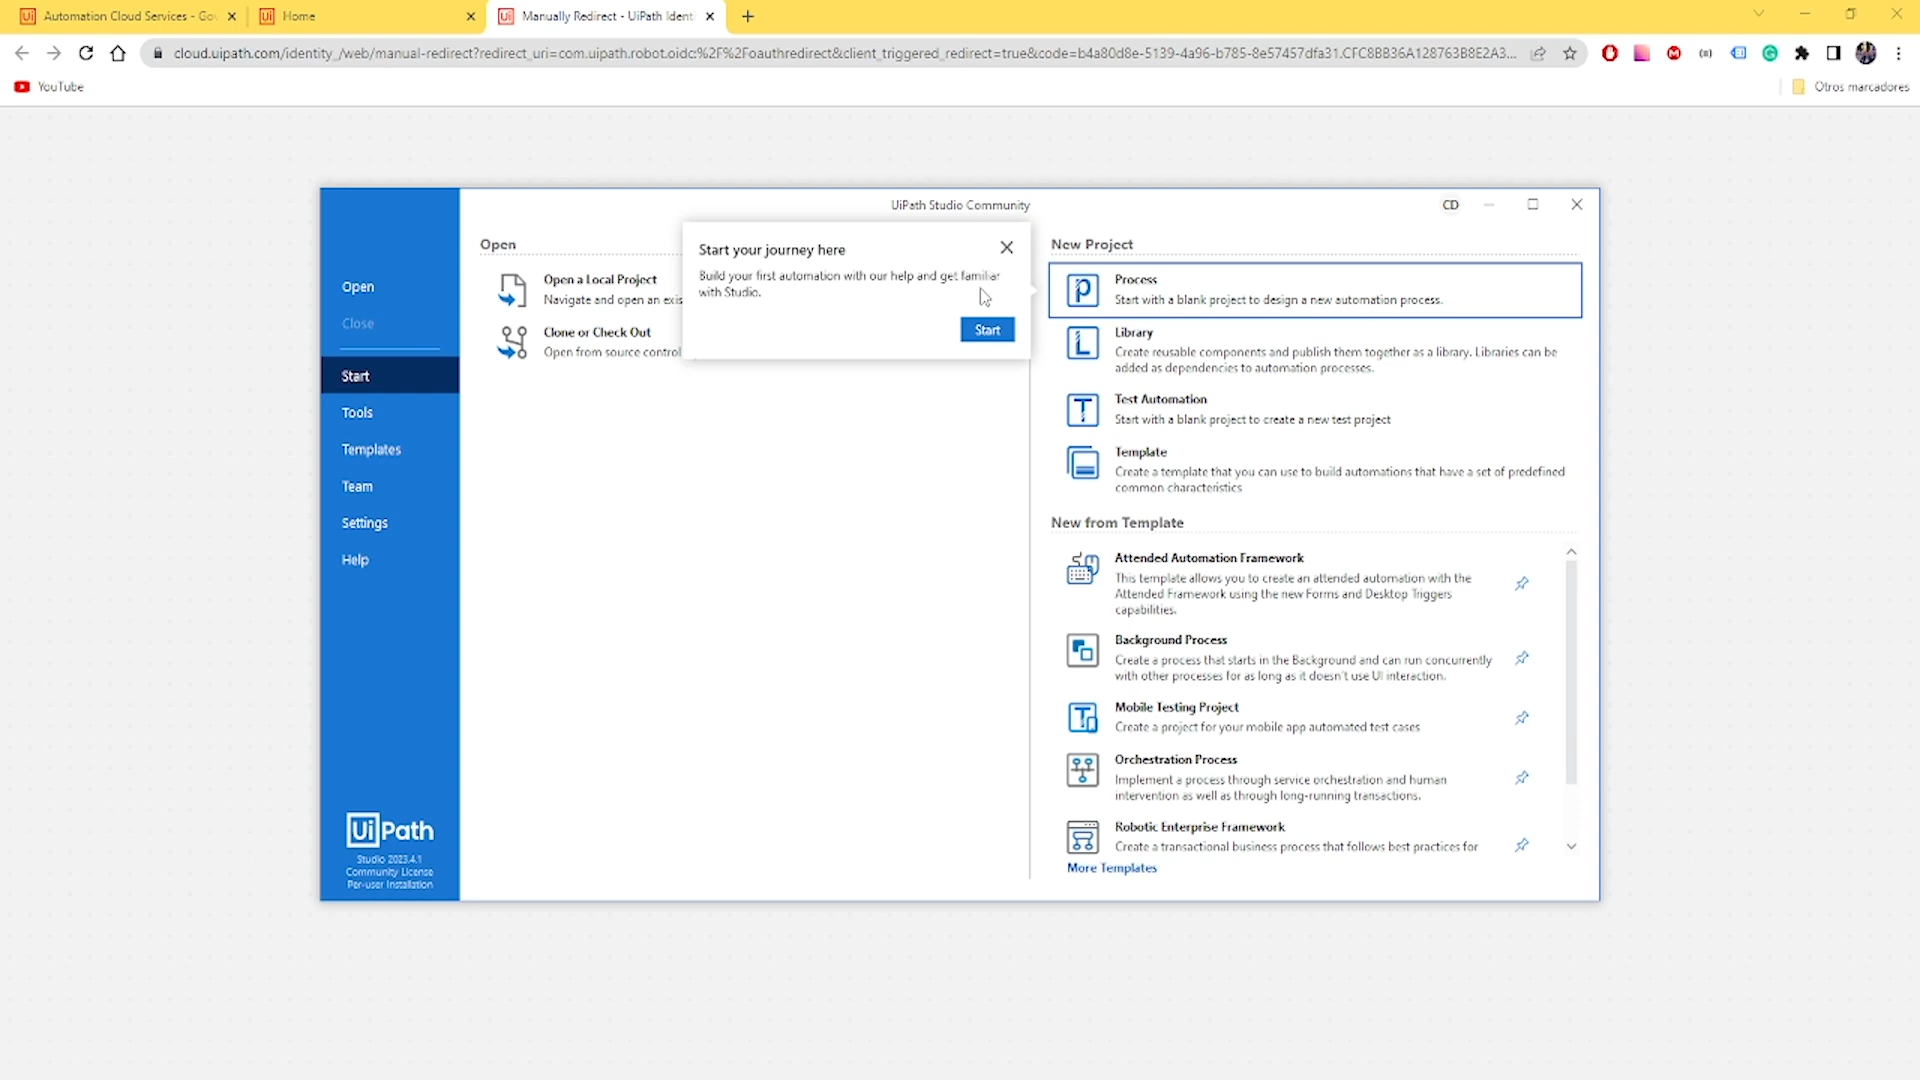 Automation Cloud Services - Gov
Home
Manually Redirect - UiPath Identi
cloud.uipath.com/identity_/web/manual-redirect?redirect_uri=com.uipath.robot.oidc:%2F%2Foauthredirect&client_triggered_redirect=true&code=b4a80d8e-5139-4a96-b785-8e57457dfa31.CFC8BB36A128763B8E2A3...
YouTube
Otros marcadores
UiPath Studio Community
CD
Open
Close
Start
Tools
Templates
Team
Settings
Help
Ui Path
Studio 2023.4.1
Community License
Per-user Installation
Open
Open a Local Project
Navigate and open an exis
Clone or Check Out
Open from source control
Start your journey here
Build your first automation with our help and get familiar
with Studio.
Start
New Project
Process
Start with a blank project to design a new automation process.
Library
Create reusable components and publish them together as a library. Libraries can be
added as dependencies to automation processes.
Test Automation
Start with a blank project to create a new test project
Template
Create a template that you can use to build automations that have a set of predefined
common characteristics
New from Template
Attended Automation Framework
This template allows you to create an attended automation with the
Attended Framework using the new Forms and Desktop Triggers
capabilities.
Background Process
Create a process that starts in the Background and can run concurrently
with other processes for as long as it doesn't use UI interaction.
Mobile Testing Project
Create a project for your mobile app automated test cases
Orchestration Process
Implement a process through service orchestration and human
intervention as well as through long-running transactions.
Robotic Enterprise Framework
Create a transactional business process that follows best practices for
More Templates